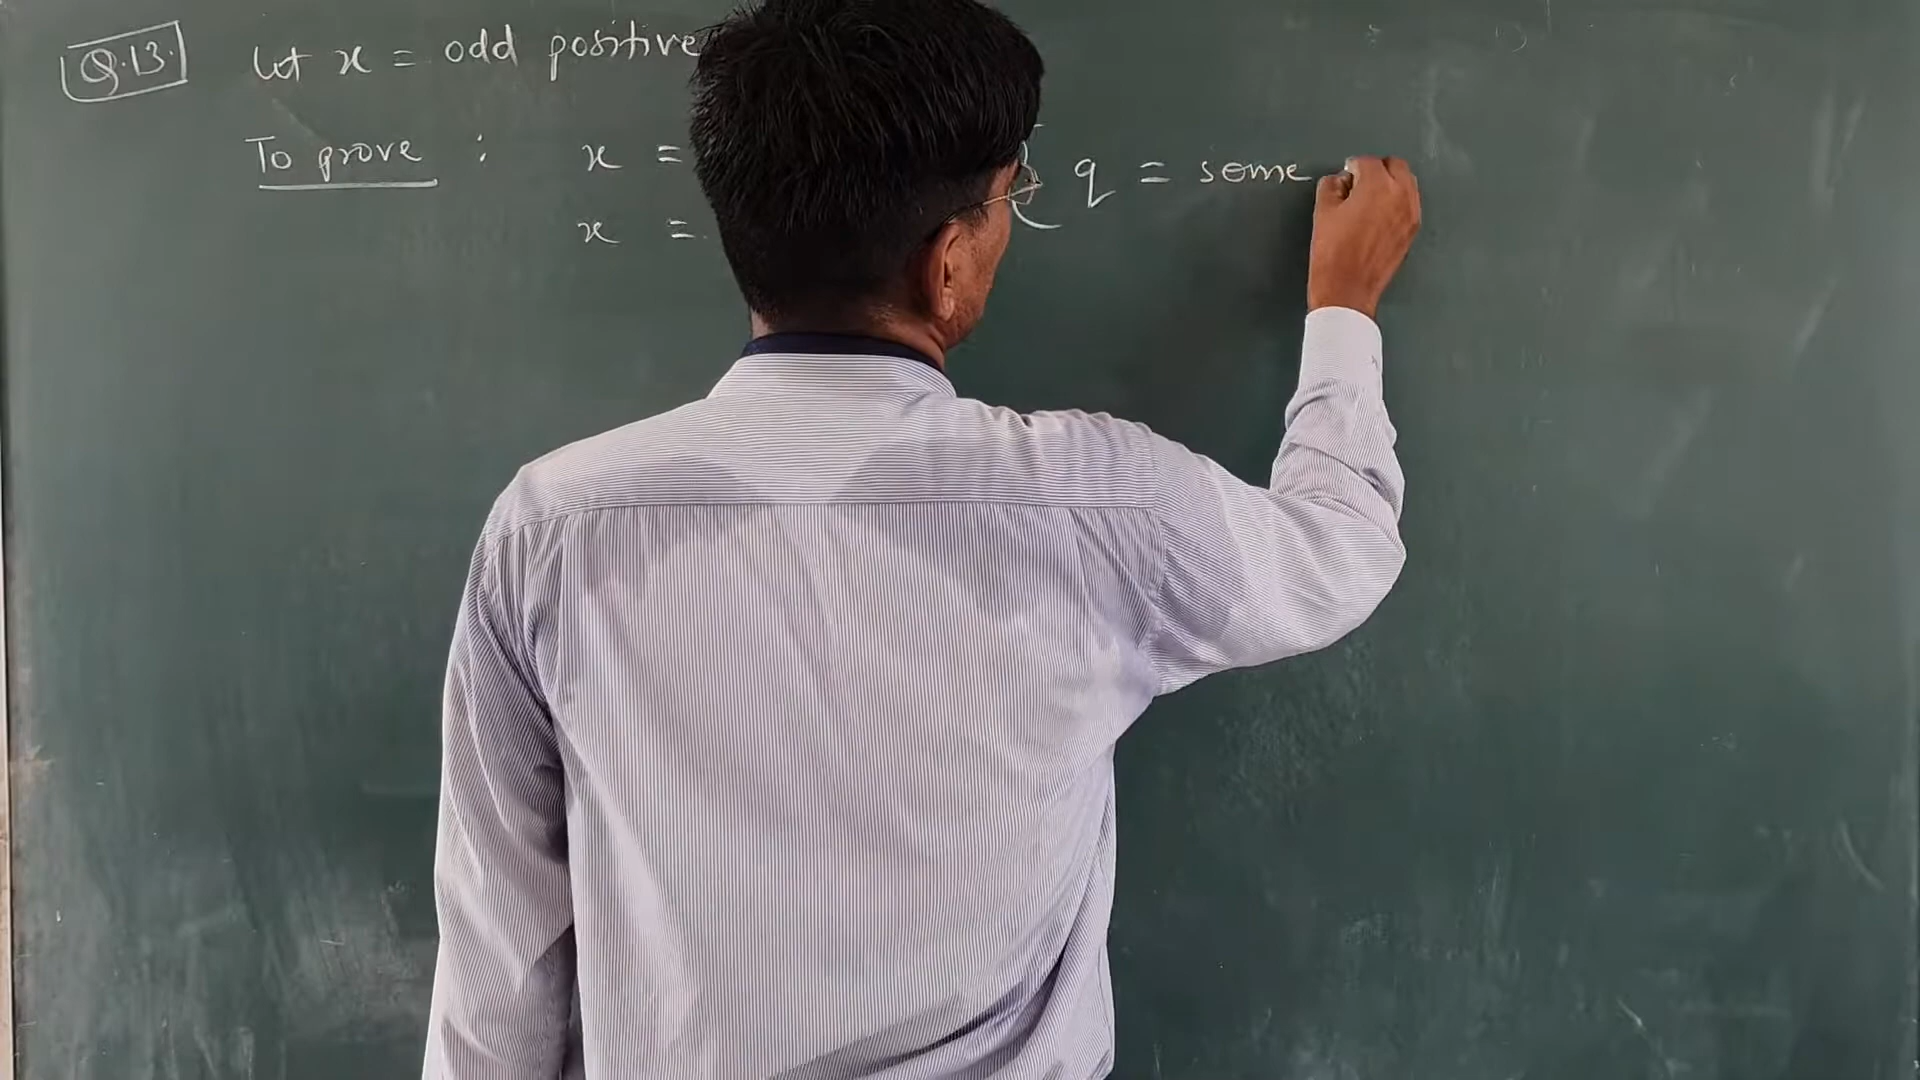 Q.13. Let x = odd positive
To prove : x = { q = some
x =